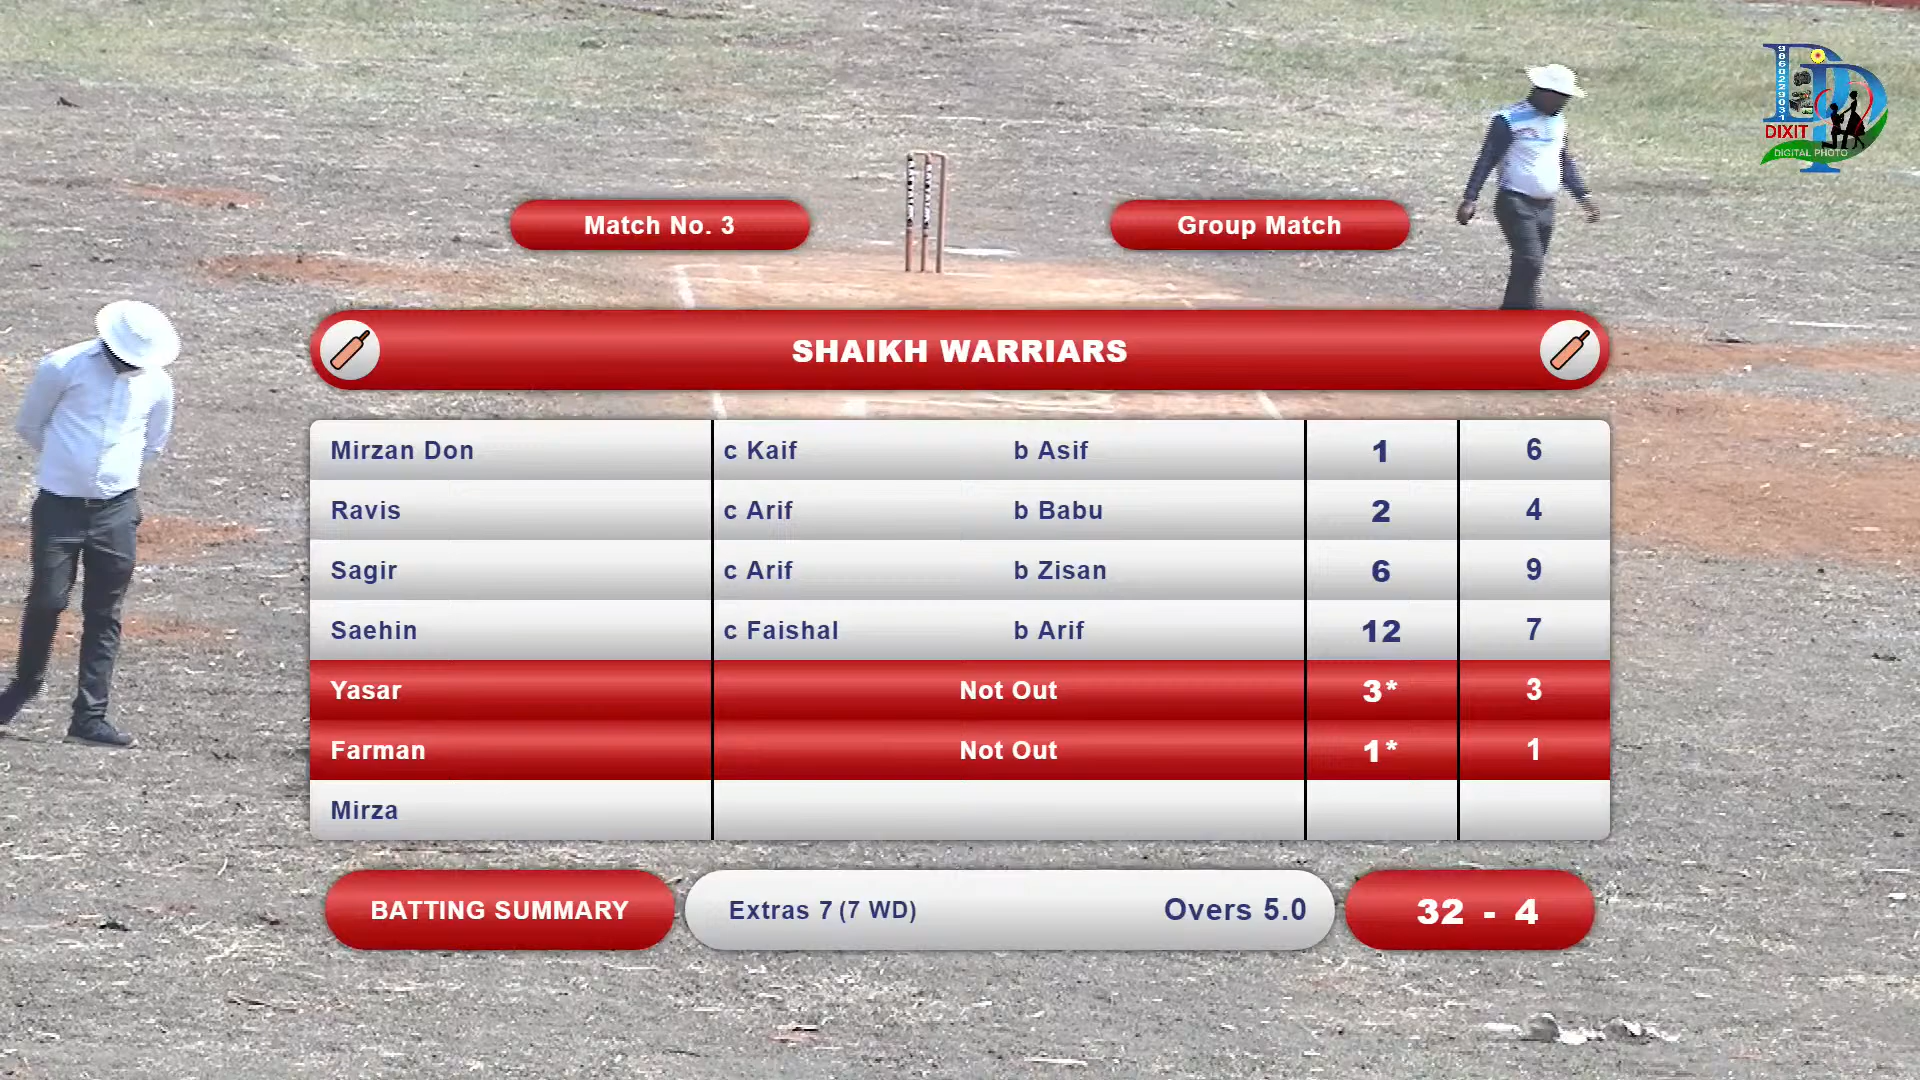 9860229031
DIXIT
DIGITAL PHOTO
Match No. 3
Group Match
SHAIKH WARRIARS
Mirzan Don c Kaif b Asif 1 6
Ravis c Arif b Babu 2 4
Sagir c Arif b Zisan 6 9
Saehin c Faishal b Arif 12 7
Yasar Not Out 3* 3
Farman Not Out 1* 1
Mirza
BATTING SUMMARY
Extras 7 (7 WD) Overs 5.0
32 - 4